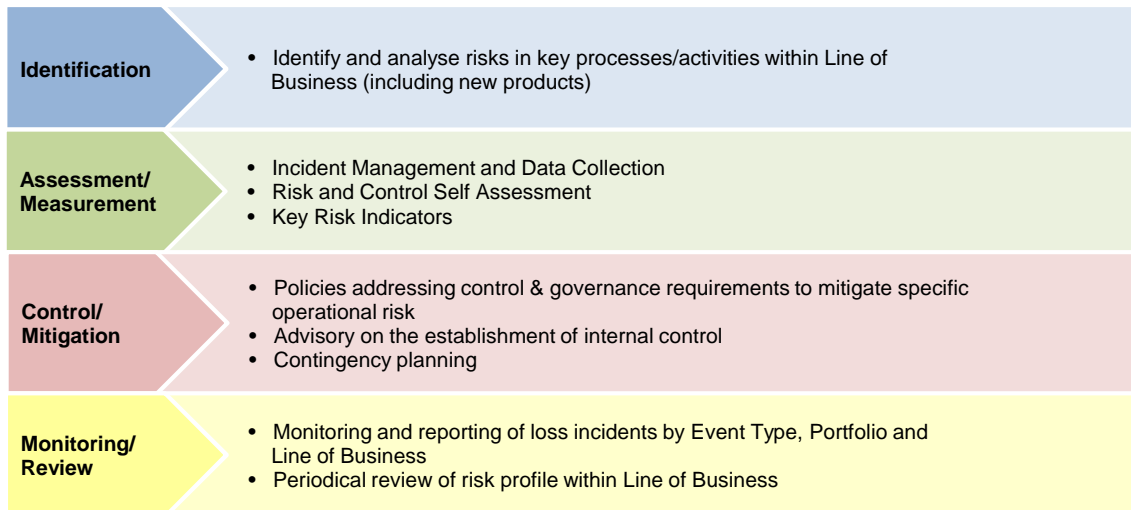 Identification
• Identify and analyse risks in key processes/activities within Line of
Business (including new products)
Assessment/
Measurement
• Incident Management and Data Collection
• Risk and Control Self Assessment
• Key Risk Indicators
Control/
Mitigation
• Policies addressing control & governance requirements to mitigate specific
operational risk
• Advisory on the establishment of internal control
• Contingency planning
Monitoring/
Review
• Monitoring and reporting of loss incidents by Event Type, Portfolio and
Line of Business
• Periodical review of risk profile within Line of Business